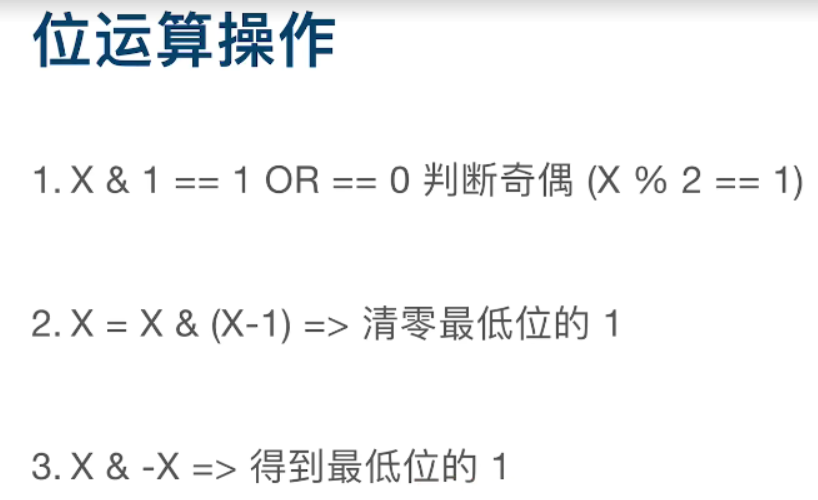 位运算操作
1. X & 1 == 1 OR == 0 判断奇偶 (X % 2 == 1)
2. X = X & (X-1) => 清零最低位的 1
3. X & -X => 得到最低位的 1